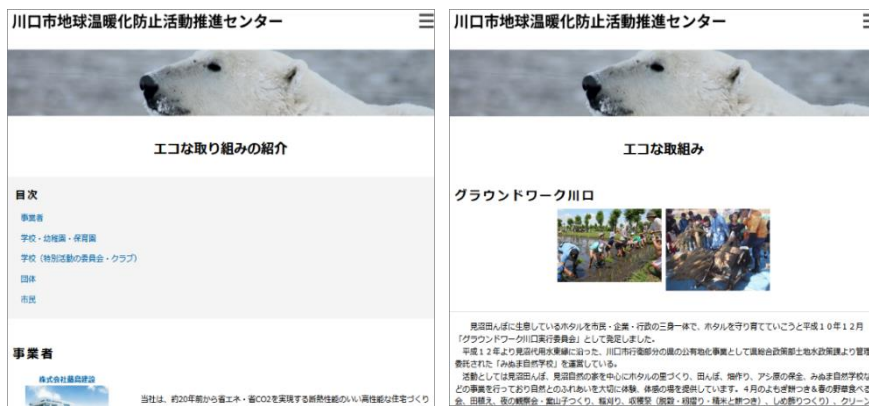 川口市地球温暖化防止活動推進センター
エコな取り組みの紹介
目次
事業者
学校・幼稚園・保育園
学校（特別活動の委員会・クラブ）
団体
市民
事業者
株式会社藤島建設
当社は、約20年前から省エネ・省CO2を実現する断熱性能のいい高性能な住宅づくり
川口市地球温暖化防止活動推進センター
エコな取組み
グラウンドワーク川口
見沼田んぼに生息しているホタルを市民・企業・行政の三身一体で、ホタルを守り育てていこうと平成１０年１２月
「グラウンドワーク川口実行委員会」として発足しました。
平成１２年より見沼代用水東縁に沿った、川口市行衛部分の県の公有地化事業として県総合政策部土地水政策課より管理
委託された「みぬま自然学校」を運営している。
活動としては見沼田んぼ、見沼自然の家を中心にホタルの里づくり、田んぼ、畑作り、アシ原の保全、みぬま自然学校な
どの事業を行っており自然とのふれあいを大切に体験、体感の場を提供しています。４月のよもぎ餅つき＆春の野草食べる
会、田植え、夜の観察会・案山子つくり、稲刈り、収穫祭（脱穀・籾摺り・精米と餅つき）、しめ飾りつくり）、クリーン